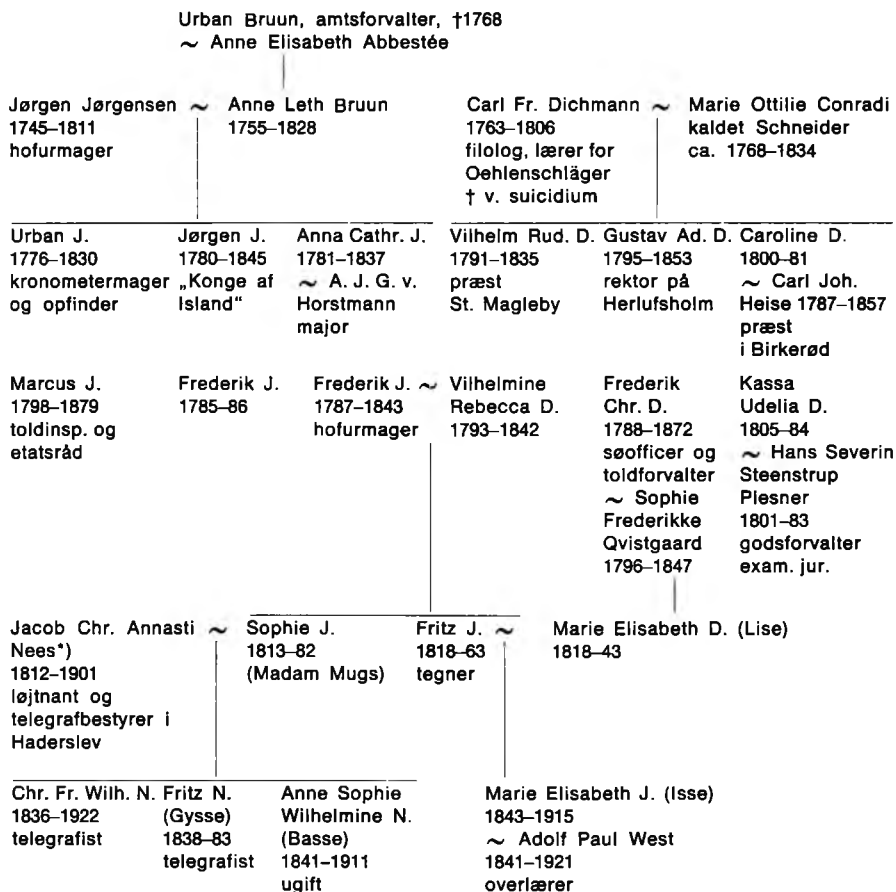 Urban Bruun, amtsforvalter, †1768
~ Anne Elisabeth Abbestée
Jørgen Jørgensen ~ Anne Leth Bruun
1745–1811 1755–1828
hofurmager
Carl Fr. Dichmann ~ Marie Ottilie Conradi
1763–1806 kaldet Schneider
filolog, lærer for ca. 1768–1834
Oehlenschläger
† v. suicidium
Urban J.
1776–1830
kronometermager
og opfinder
Jørgen J.
1780–1845
„Konge af
Island“
Anna Cathr. J.
1781–1837
~ A. J. G. v.
Horstmann
major
Vilhelm Rud. D.
1791–1835
præst
St. Magleby
Gustav Ad. D.
1795–1853
rektor på
Herlufsholm
Caroline D.
1800–81
~ Carl Joh.
Heise 1787–1857
præst
i Birkerød
Marcus J.
1798–1879
toldinsp. og
etatsråd
Frederik J.
1785–86
Frederik J. ~
1787–1843
hofurmager
Vilhelmine
Rebecca D.
1793–1842
Frederik
Chr. D.
1788–1872
søofficer og
toldforvalter
~ Sophie
Frederikke
Qvistgaard
1796–1847
Kassa
Udelia D.
1805–84
~ Hans Severin
Steenstrup
Plesner
1801–83
godsforvalter
exam. jur.
Jacob Chr. Annasti ~
Nees*)
1812–1901
løjtnant og
telegrafbestyrer i
Haderslev
Sophie J.
1813–82
(Madam Mugs)
Fritz J. ~
1818–63
tegner
Marie Elisabeth D. (Lise)
1818–43
Chr. Fr. Wilh. N.
1836–1922
telegrafist
Fritz N.
(Gysse)
1838–83
telegrafist
Anne Sophie
Wilhelmine N.
(Basse)
1841–1911
ugift
Marie Elisabeth J. (Isse)
1843–1915
~ Adolf Paul West
1841–1921
overlærer